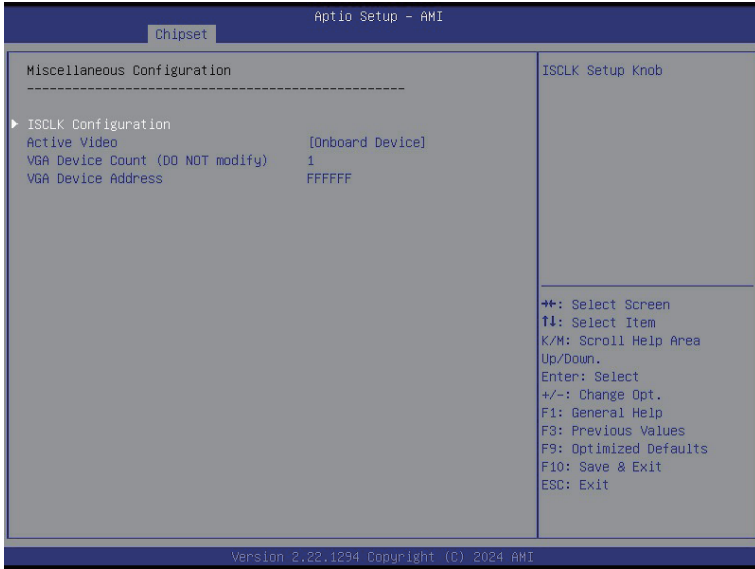 Aptio Setup – AMI
Chipset
Miscellaneous Configuration
--------------------------------------------------
ISCLK Configuration
Active Video [Onboard Device]
VGA Device Count (DO NOT modify) 1
VGA Device Address FFFFFF
ISCLK Setup Knob
→←: Select Screen
↑↓: Select Item
K/M: Scroll Help Area
Up/Down.
Enter: Select
+/-: Change Opt.
F1: General Help
F3: Previous Values
F9: Optimized Defaults
F10: Save & Exit
ESC: Exit
Version 2.22.1294 Copyright (C) 2024 AMI